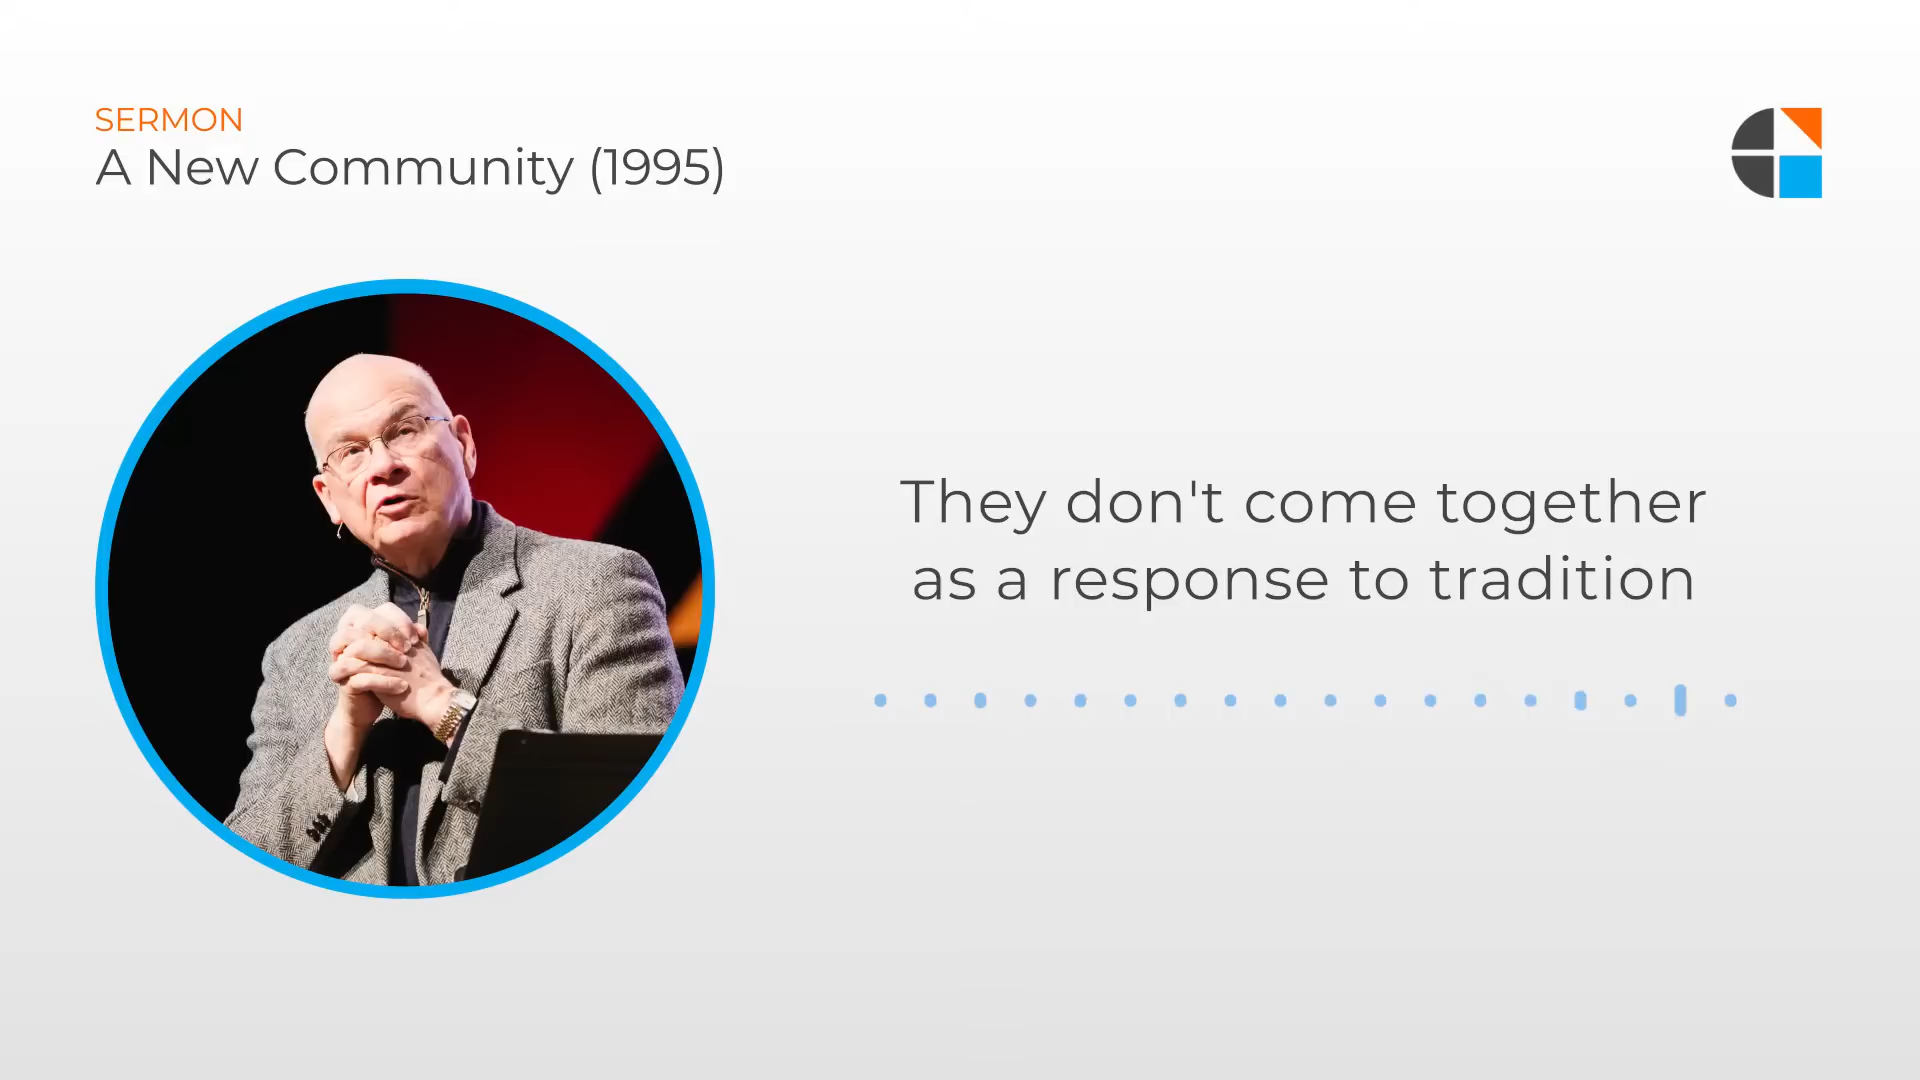 SERMON
A New Community (1995)
They don't come together
as a response to tradition